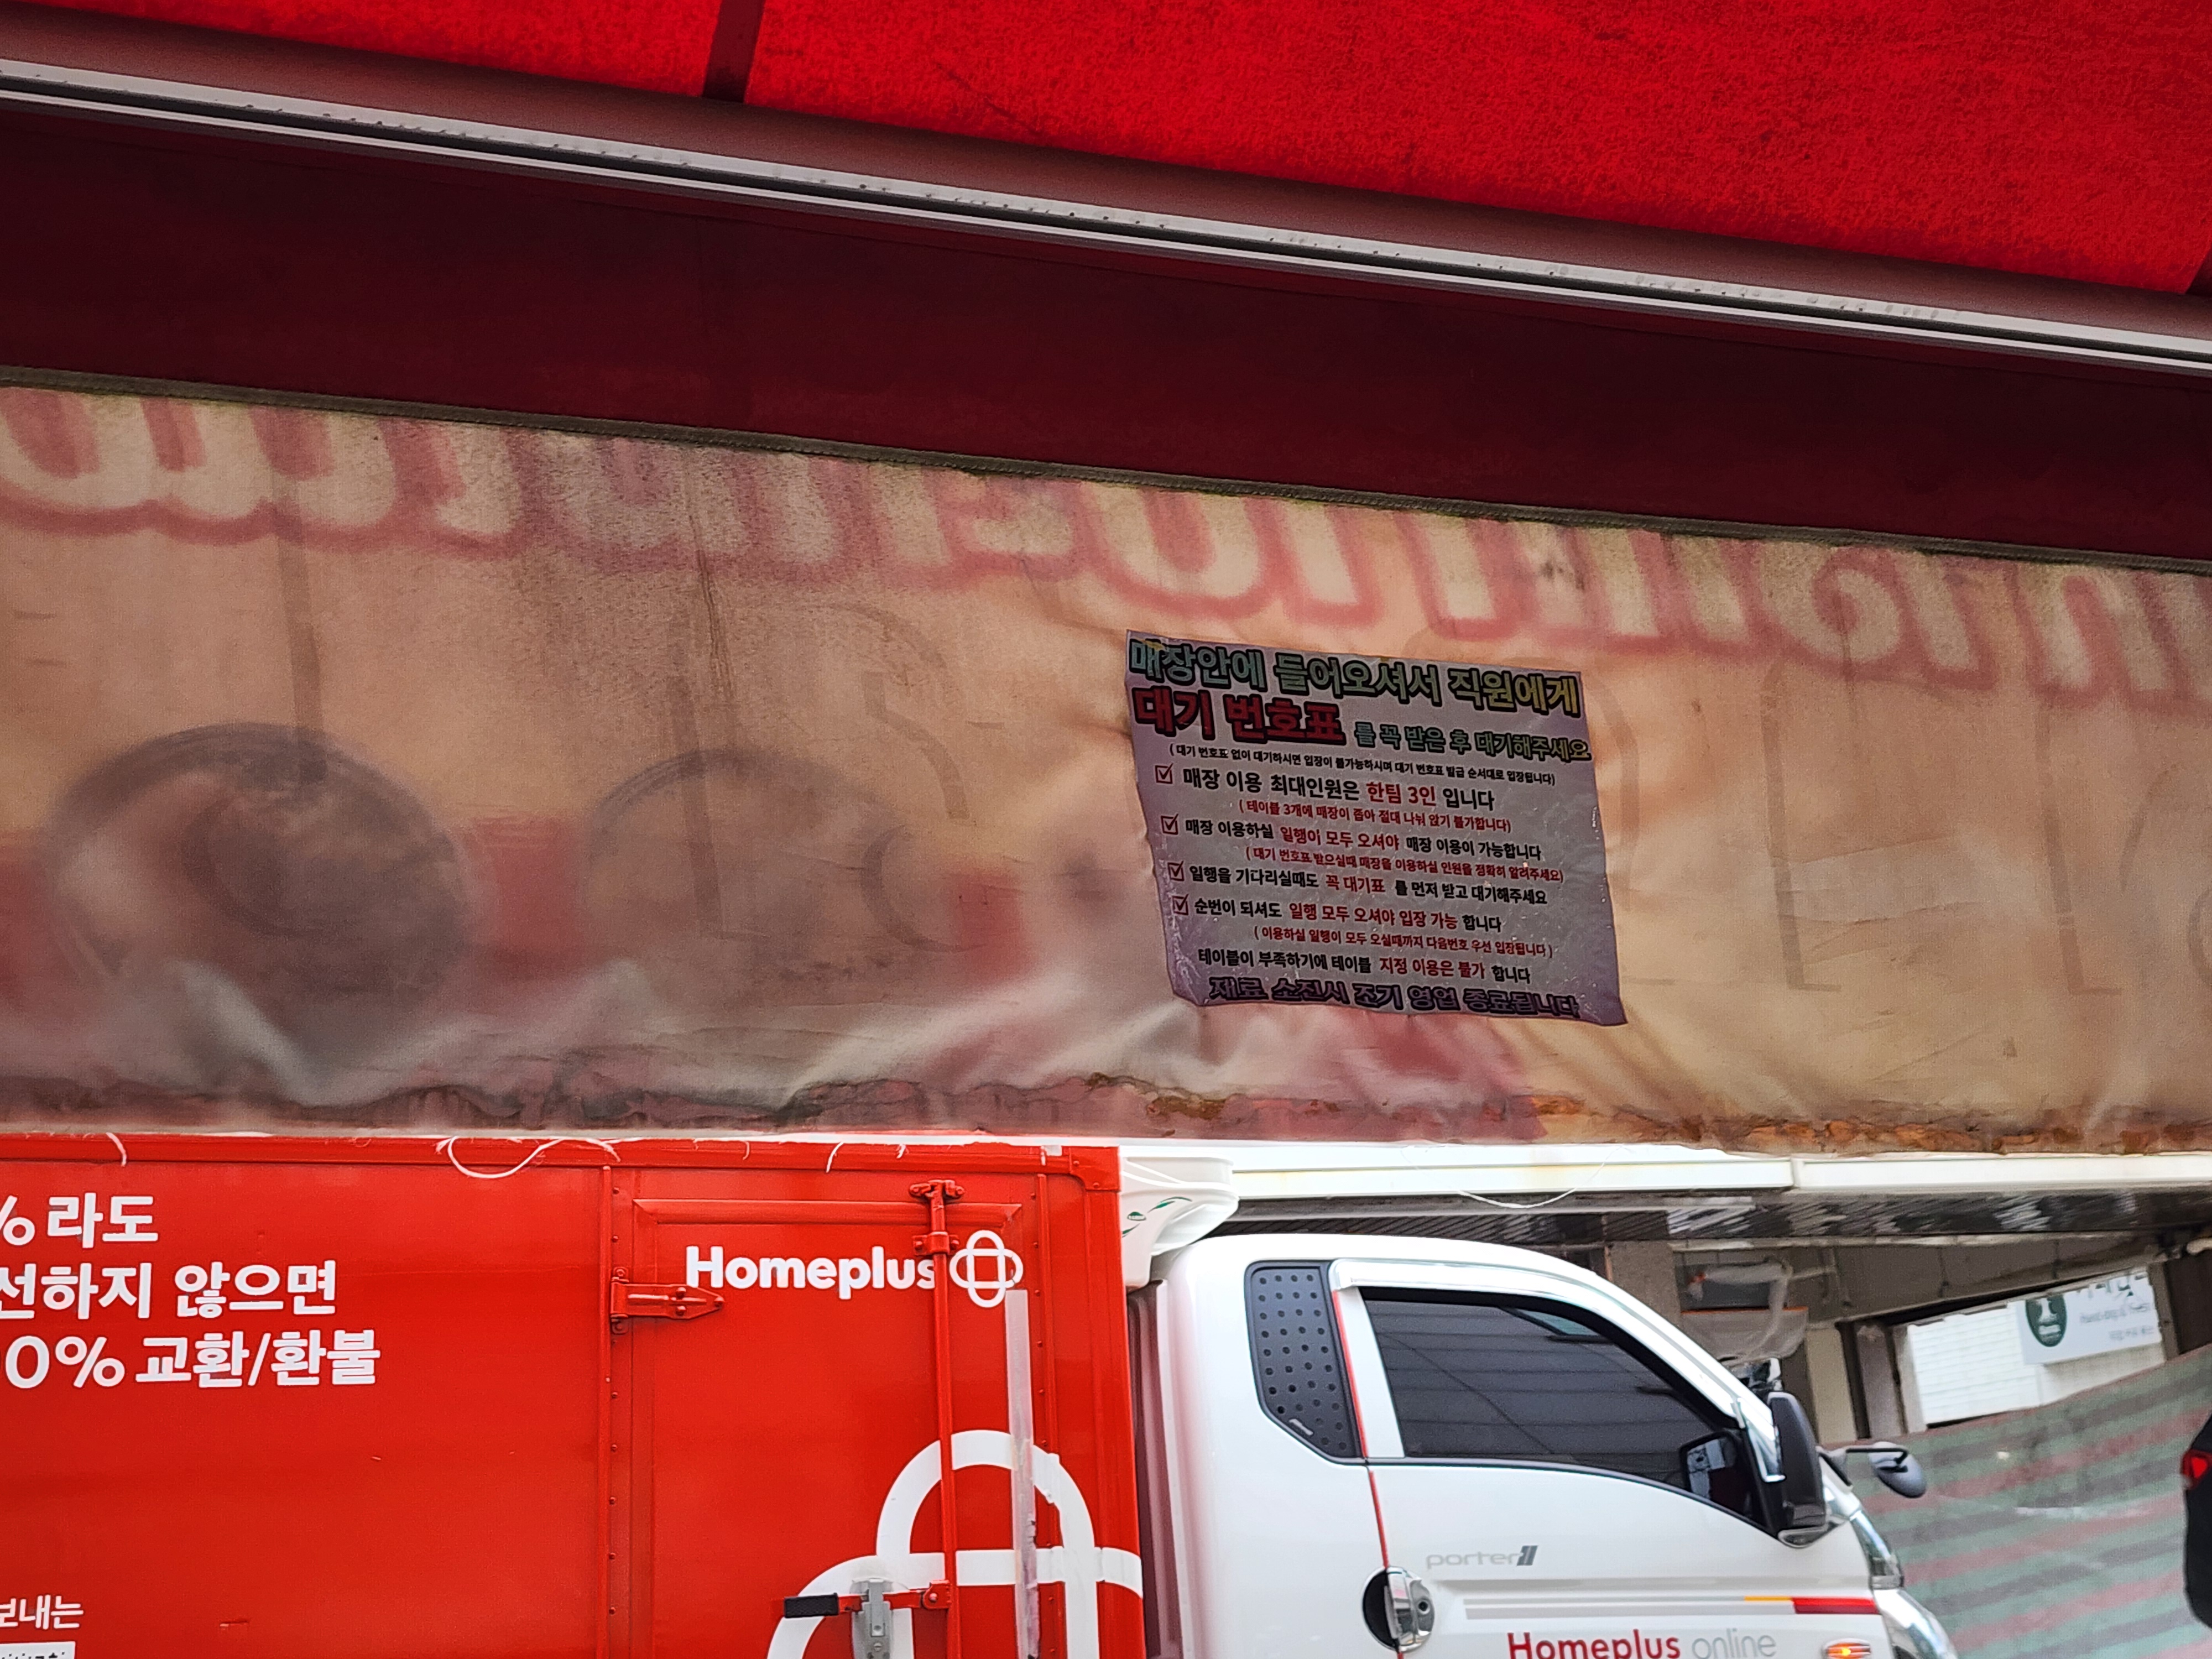 매장안에 들어오셔서 직원에게
대기 번호표 를 꼭 받은 후 대기해주세요
( 대기 번호표 없이 대기하시면 입장이 불가능하시며 대기 번호표 발급 순서대로 입장됩니다)
매장 이용 최대인원은 한팀 3인 입니다
( 테이블 3개에 매장이 좁아 절대 나눠 앉기 불가합니다)
매장 이용하실 일행이 모두 오셔야 매장 이용이 가능합니다
( 대기 번호표 받으실때 매장을 이용하실 인원을 정확히 알려주세요)
일행을 기다리실때도 꼭 대기표 를 먼저 받고 대기해주세요
순번이 되셔도 일행 모두 오셔야 입장 가능 합니다
( 이용하실 일행이 모두 오실때까지 다음번호 우선 입장됩니다 )
테이블이 부족하기에 테이블 지정 이용은 불가 합니다
재료 소진시 조기 영업 종료됩니다
% 라도
선하지 않으면
0% 교환/환불
보내는
Homeplus
porter II
Homeplus online